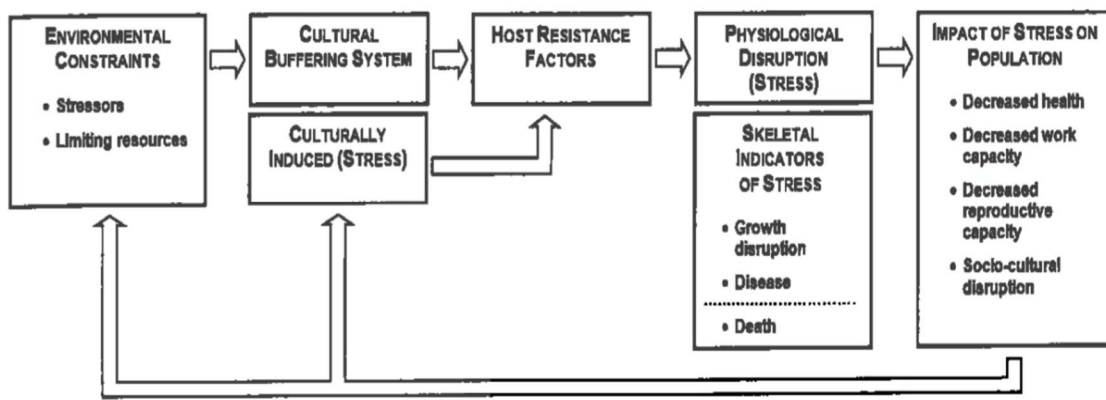 ENVIRONMENTAL
CONSTRAINTS
• Stressors
• Limiting resources
CULTURAL
BUFFERING SYSTEM
CULTURALLY
INDUCED (STRESS)
HOST RESISTANCE
FACTORS
PHYSIOLOGICAL
DISRUPTION
(STRESS)
SKELETAL
INDICATORS
OF STRESS
• Growth
disruption
• Disease
• Death
IMPACT OF STRESS ON
POPULATION
• Decreased health
• Decreased work
capacity
• Decreased
reproductive
capacity
• Socio-cultural
disruption